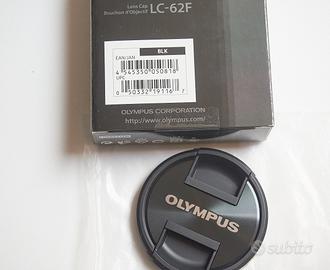 Lens Cap
Bouchon d'Objectif LC-62F
BLK
EAN/JAN
4 545350 050818
UPC
0 50332 19116 7
OLYMPUS CORPORATION
http://www.olympus.com/
OLYMPUS
subito